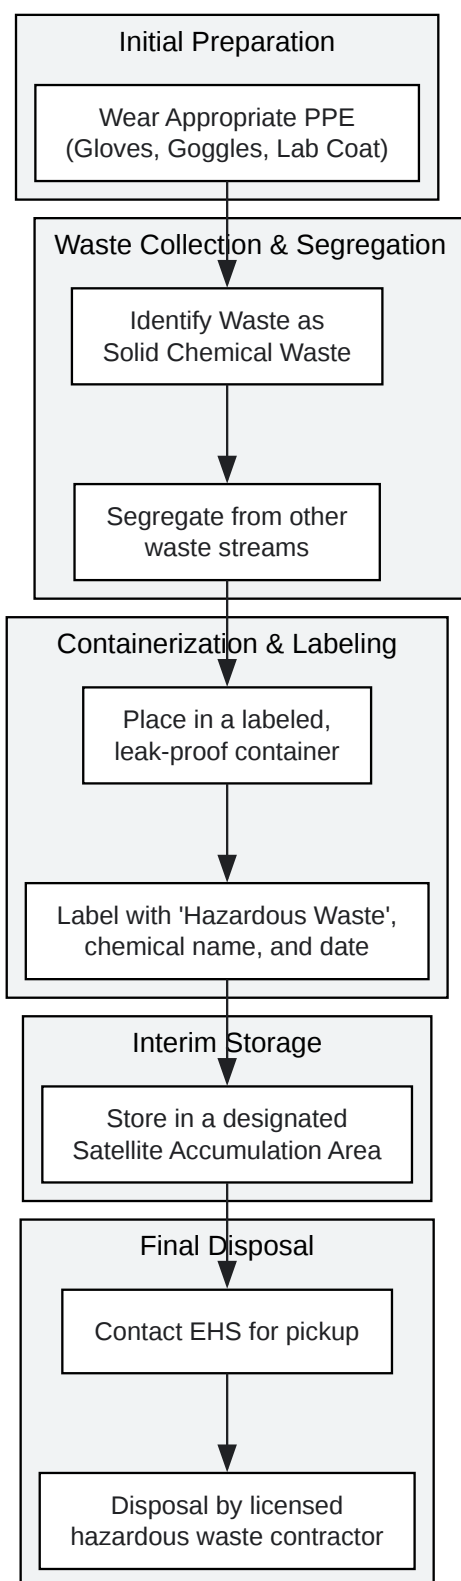 Initial Preparation
Wear Appropriate PPE
(Gloves, Goggles, Lab Coat)
Waste Collection & Segregation
Identify Waste as
Solid Chemical Waste
Segregate from other
waste streams
Containerization & Labeling
Place in a labeled,
leak-proof container
Label with 'Hazardous Waste',
chemical name, and date
Interim Storage
Store in a designated
Satellite Accumulation Area
Final Disposal
Contact EHS for pickup
Disposal by licensed
hazardous waste contractor